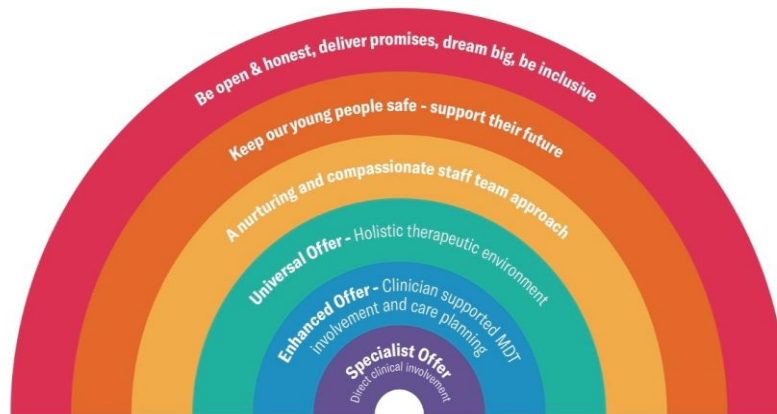 Be open & honest, deliver promises, dream big, be inclusive
Keep our young people safe - support their future
A nurturing and compassionate staff team approach
Universal Offer - Holistic therapeutic environment
Enhanced Offer - Clinician supported MDT
involvement and care planning
Specialist Offer
Direct clinical involvement